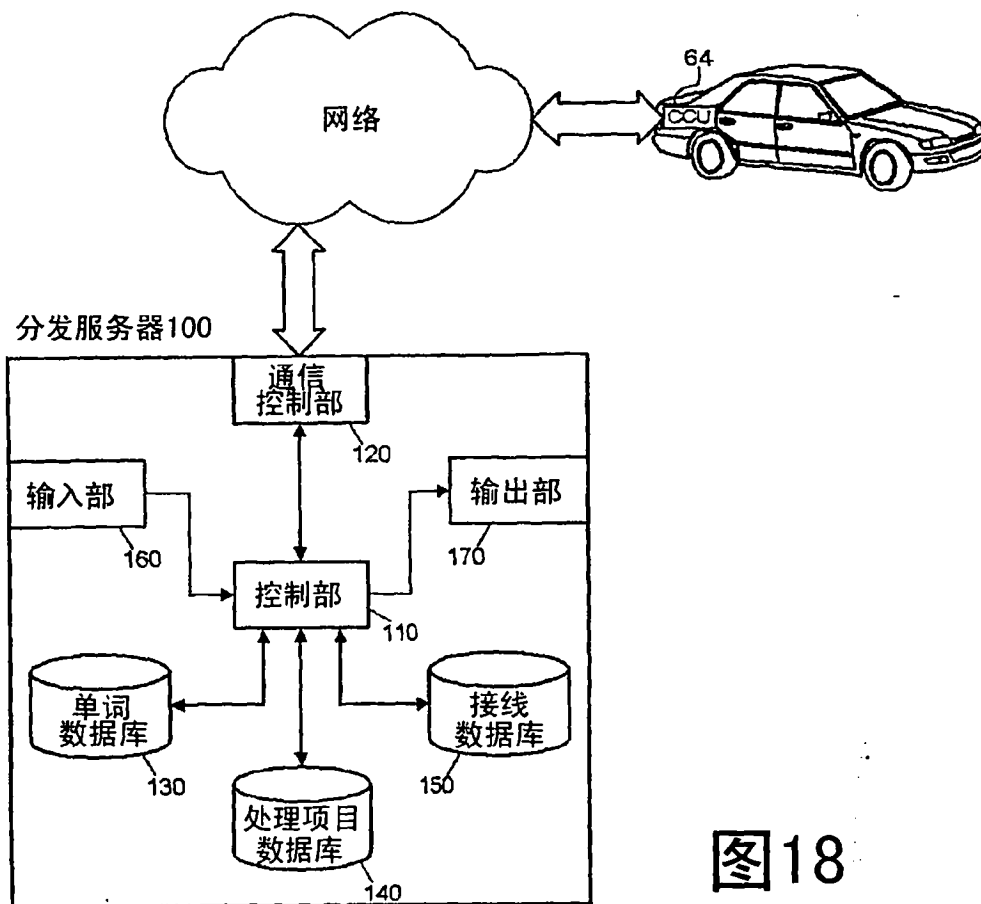 64
网络
CCU
分发服务器100
通信
控制部
120
输入部
输出部
160
170
控制部
110
单词
数据库
接线
数据库
130
150
处理项目
数据库
140
图18